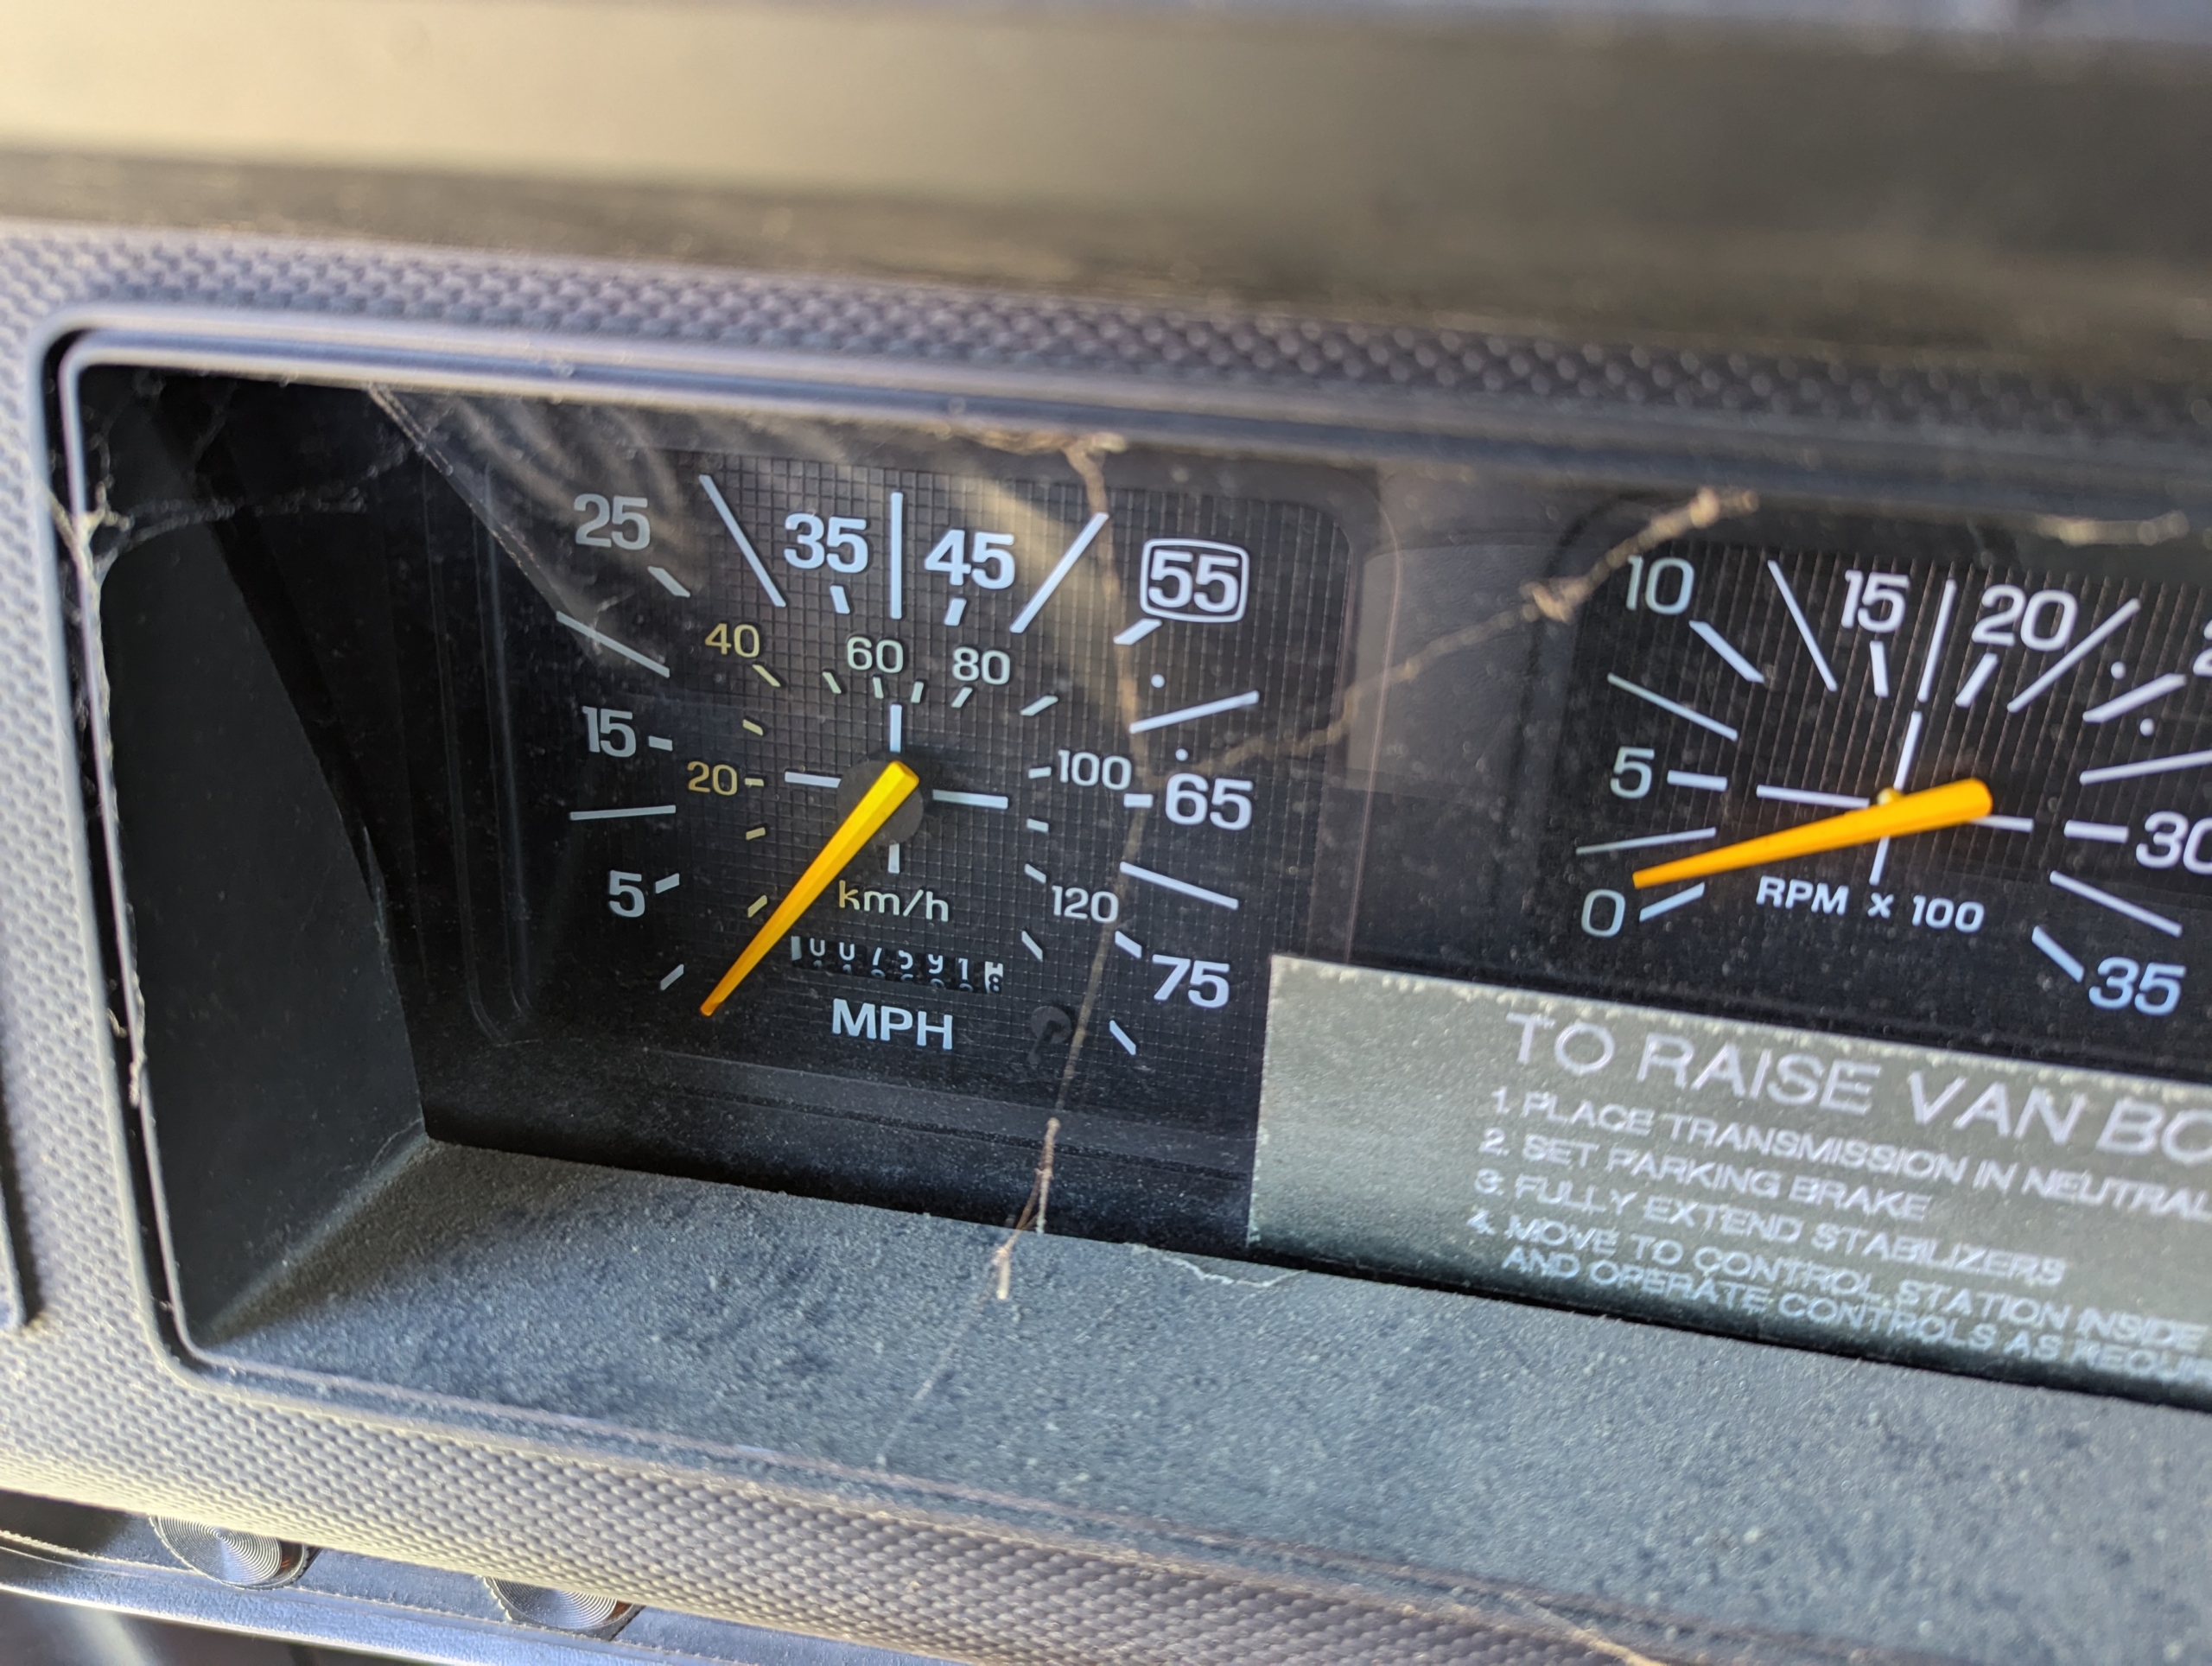 25 35 45 55
40 60 80
15 20 100 65
5 km/h 120
75
MPH
10 15 20
5 30
0 RPM x 100
35
TO RAISE VAN
1. PLACE TRANSMISSION IN NEUTRAL
2. SET PARKING BRAKE
3. FULLY EXTEND STABILIZERS
4. MOVE TO CONTROL STATION INSIDE
AND OPERATE CONTROLS AS